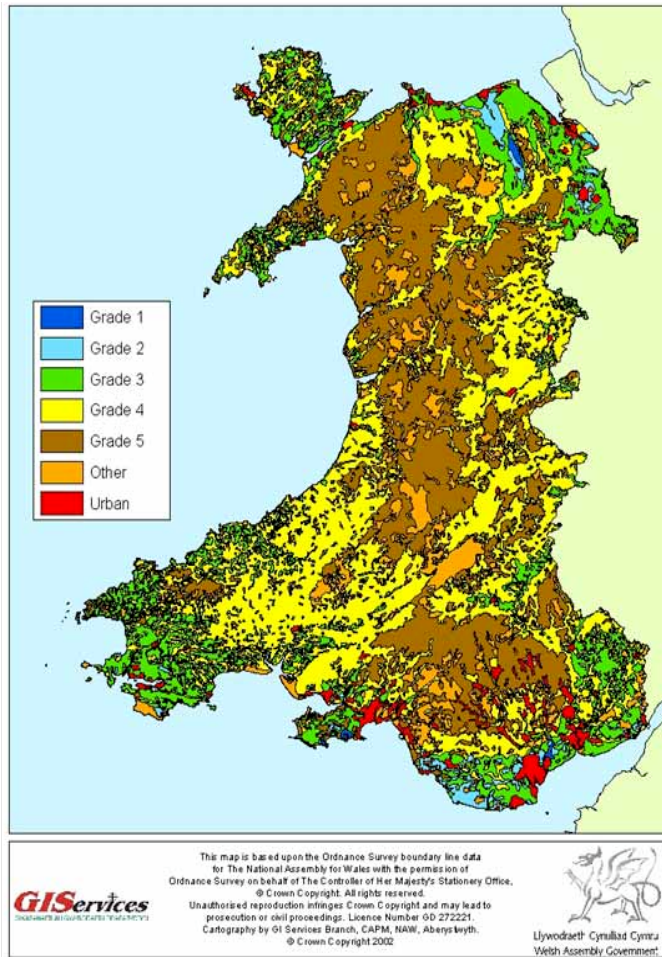 Grade 1
Grade 2
Grade 3
Grade 4
Grade 5
Other
Urban
GIServices
This map is based upon the Ordnance Survey boundary line data
for The National Assembly for Wales with the permission of
Ordnance Survey on behalf of The Controller of Her Majesty's Stationery Office,
© Crown Copyright. All rights reserved.
Unauthorised reproduction infringes Crown Copyright and may lead to
prosecution or civil proceedings. Licence Number GD 272221.
Cartography by GI Services Branch, CAPM, NAW, Aberystwyth.
© Crown Copyright 2002
Llywodraeth Cynulliad Cymru
Welsh Assembly Government